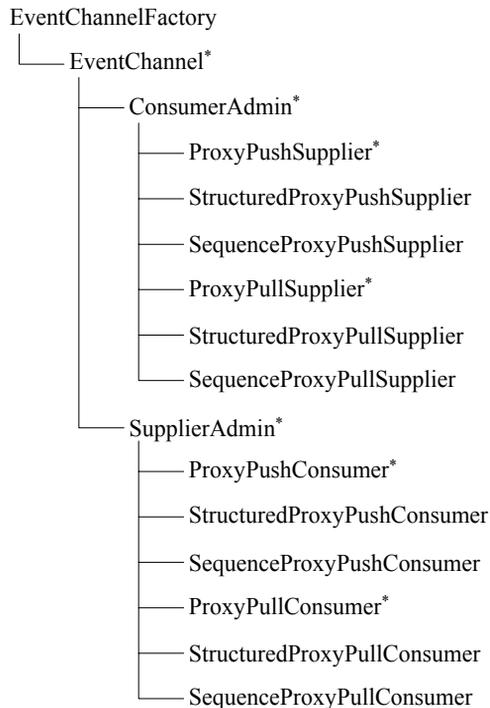 EventChannelFactory
EventChannel*
ConsumerAdmin*
ProxyPushSupplier*
StructuredProxyPushSupplier
SequenceProxyPushSupplier
ProxyPullSupplier*
StructuredProxyPullSupplier
SequenceProxyPullSupplier
SupplierAdmin*
ProxyPushConsumer*
StructuredProxyPushConsumer
SequenceProxyPushConsumer
ProxyPullConsumer*
StructuredProxyPullConsumer
SequenceProxyPullConsumer